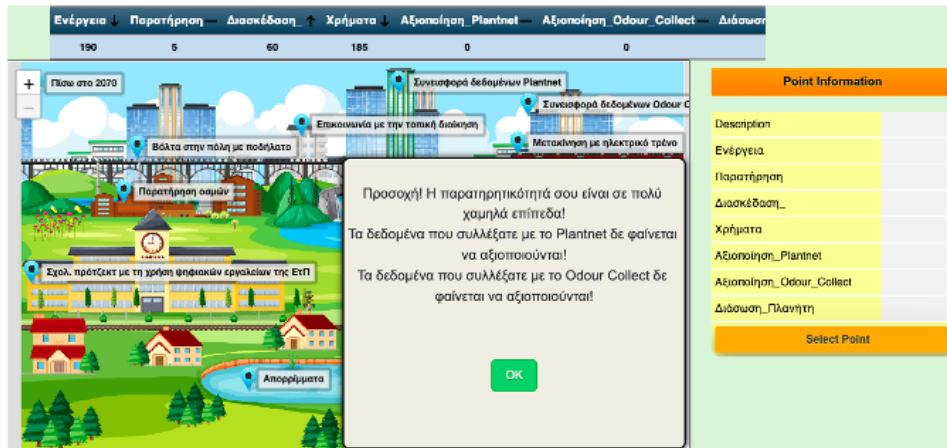 Ενέργεια ↓ Παρατήρηση — Διασκέδαση_ ↑ Χρήματα ↓ Αξιοποίηση_Plantnet — Αξιοποίηση_Odour_Collect — Διάσωσ
190 5 60 185 0 0
+
−
Πίσω στο 2070
Συνεισφορά δεδομένων Plantnet
Συνεισφορά δεδομένων Odour C
Επικοινωνία με την τοπική διοίκηση
Βόλτα στην πόλη με ποδήλατο
Μετακίνηση με ηλεκτρικό τρένο
Παρατήρηση οσμών
Σχολ. πρότζεκτ με τη χρήση ψηφιακών εργαλείων της ΕτΠ
Απορρίμματα
Προσοχή! Η παρατηρητικότητά σου είναι σε πολύ
χαμηλά επίπεδα!
Τα δεδομένα που συλλέξατε με το Plantnet δε φαίνεται
να αξιοποιούνται!
Τα δεδομένα που συλλέξατε με το Odour Collect δε
φαίνεται να αξιοποιούνται!
OK
Point Information
Description
Ενέργεια
Παρατήρηση
Διασκέδαση_
Χρήματα
Αξιοποίηση_Plantnet
Αξιοποίηση_Odour_Collect
Διάσωση_Πλανήτη
Select Point